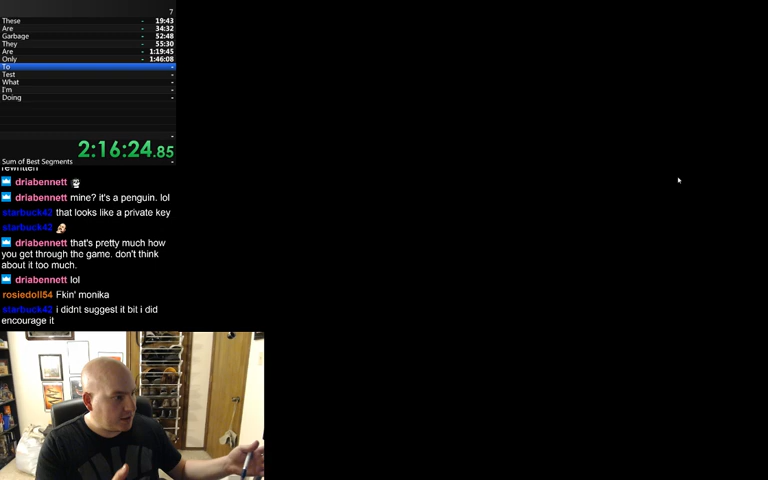 7
These - 19:43
Are - 34:32
Garbage - 52:48
They - 55:30
Are - 1:19:45
Only - 1:46:08
To -
Test -
What -
I'm -
Doing -
-
2:16:24.85
Sum of Best Segments -
rewritten
driabennett
driabennett mine? it's a penguin. lol
starbuck42 that looks like a private key
starbuck42
driabennett that's pretty much how
you get through the game. don't think
about it too much.
driabennett lol
rosiedoll54 Fkin' monika
starbuck42 i didnt suggest it bit i did
encourage it